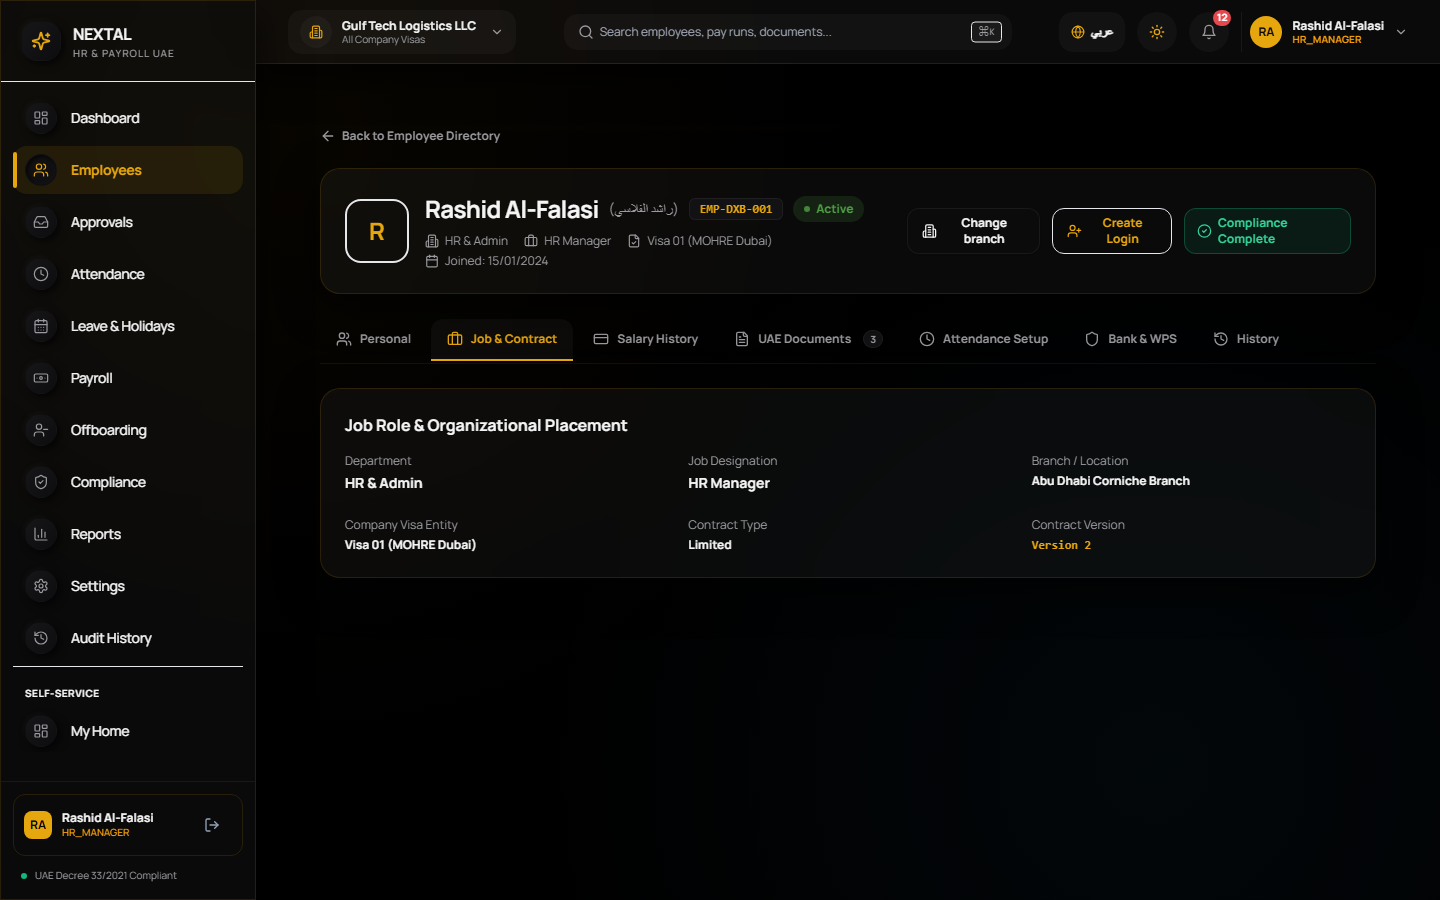 NEXTAL
HR & PAYROLL UAE
Gulf Tech Logistics LLC
All Company Visas
Search employees, pay runs, documents...
⌘K
عربي
12
RA
Rashid Al-Falasi
HR_MANAGER
Dashboard
Employees
Approvals
Attendance
Leave & Holidays
Payroll
Offboarding
Compliance
Reports
Settings
Audit History
SELF-SERVICE
My Home
RA
Rashid Al-Falasi
HR_MANAGER
UAE Decree 33/2021 Compliant
Back to Employee Directory
R
Rashid Al-Falasi (راشد الفلاسي) EMP-DXB-001 Active
HR & Admin HR Manager Visa 01 (MOHRE Dubai)
Joined: 15/01/2024
Change branch
Create Login
Compliance Complete
Personal Job & Contract Salary History UAE Documents 3 Attendance Setup Bank & WPS History
Job Role & Organizational Placement
Department
HR & Admin
Job Designation
HR Manager
Branch / Location
Abu Dhabi Corniche Branch
Company Visa Entity
Visa 01 (MOHRE Dubai)
Contract Type
Limited
Contract Version
Version 2